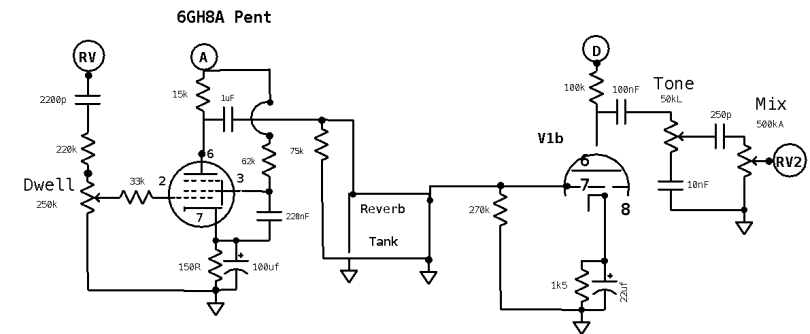 6GH8A Pent
RV
A
D
2200p
15k
1uF
100k
100nF
Tone
50kL
250p
Mix
500kA
220k
6
62k
75k
V1b
6
RV2
Dwell
250k
33k
2
3
7
8
10nF
7
220nF
Reverb
Tank
270k
150R
100uf
1k5
22uf